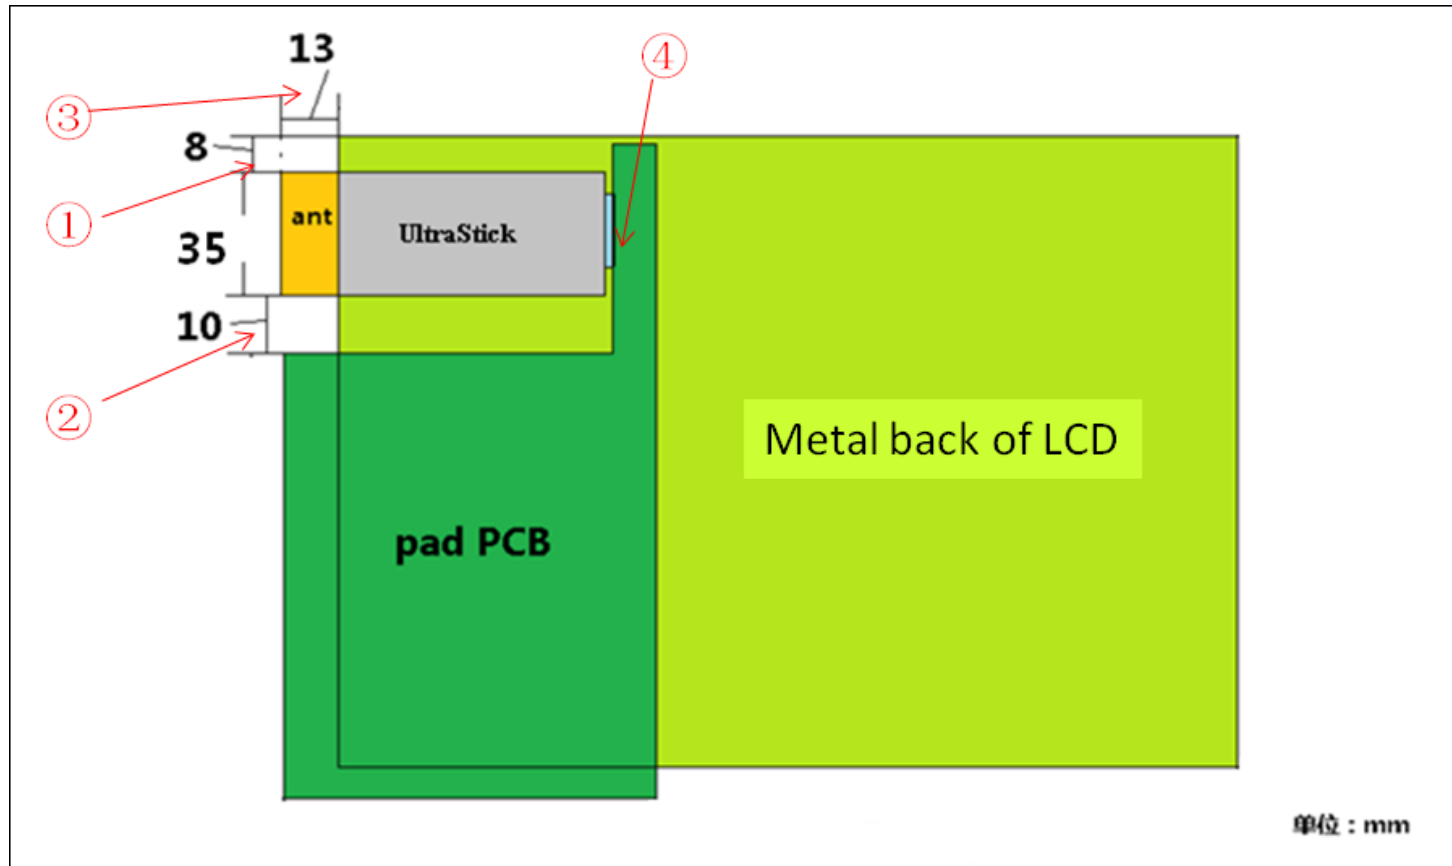 13
④
③
8
①
ant
UltraStick
35
10
②
Metal back of LCD
pad PCB
单位：mm